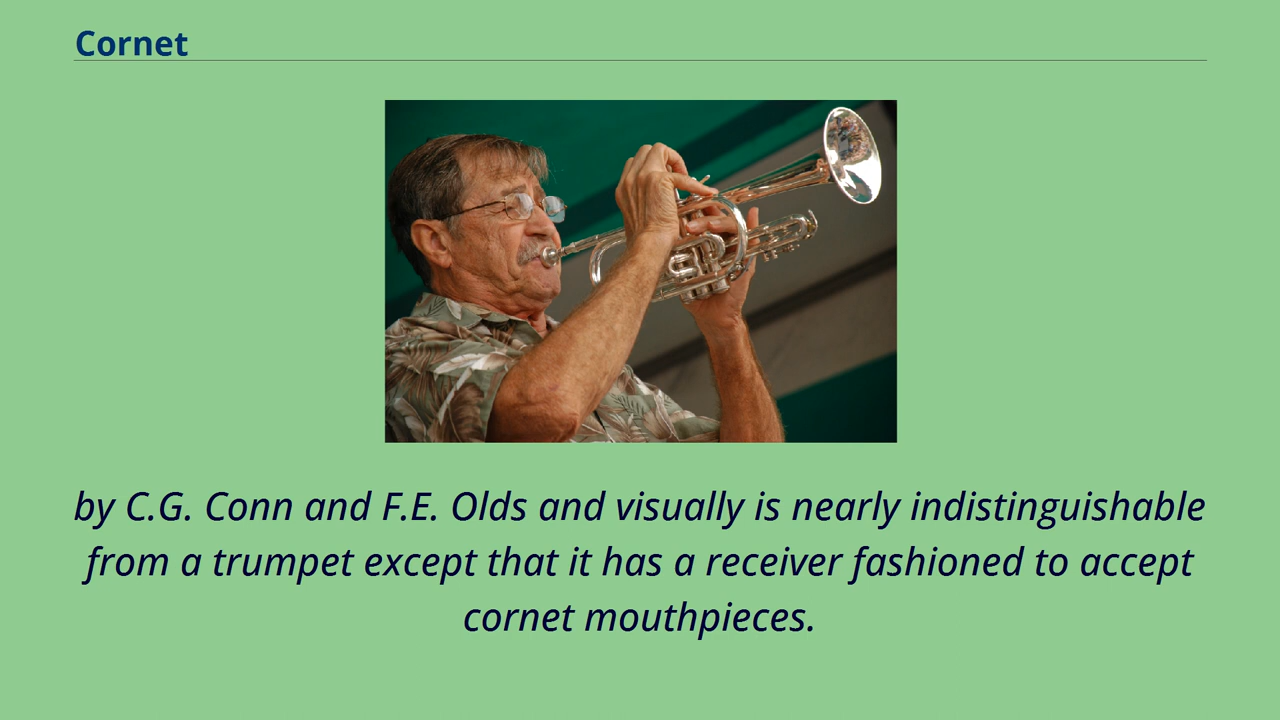 Cornet
by C.G. Conn and F.E. Olds and visually is nearly indistinguishable
from a trumpet except that it has a receiver fashioned to accept
cornet mouthpieces.